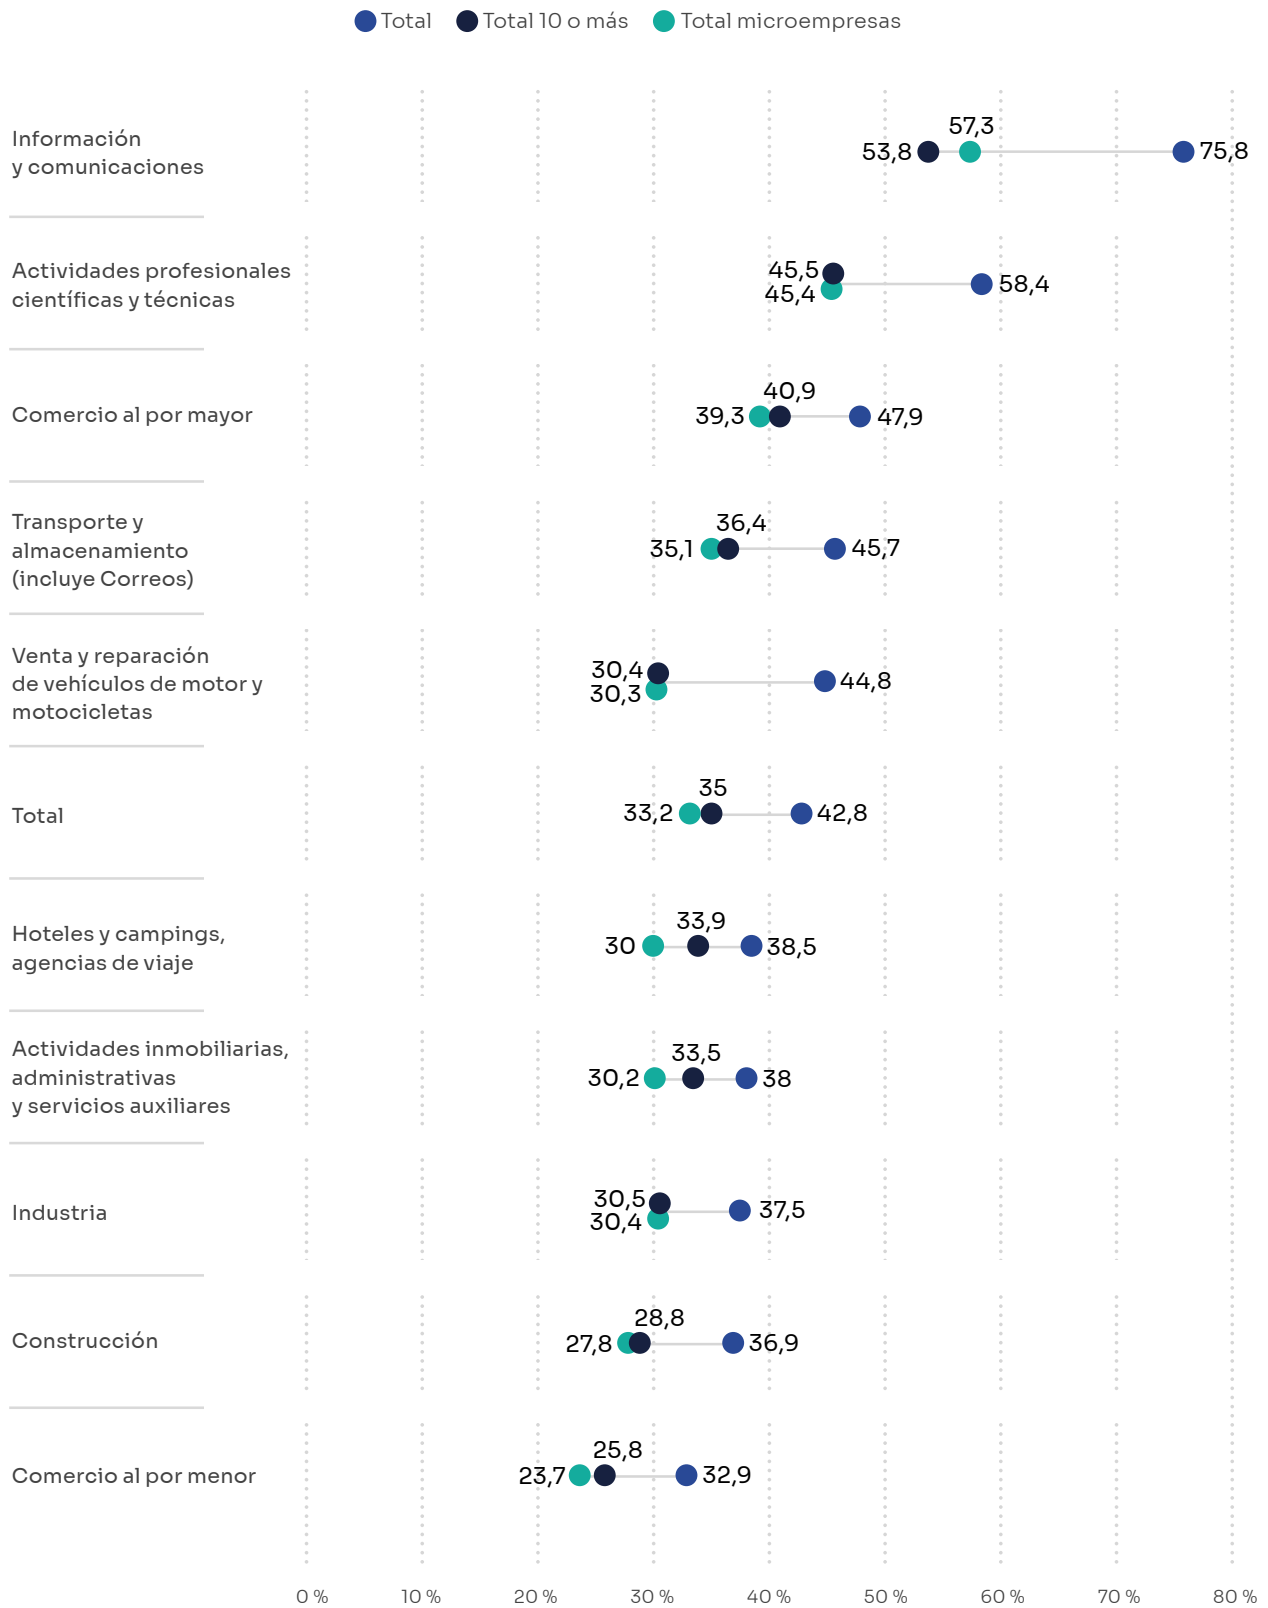 Total Total 10 o más Total microempresas
Información
y comunicaciones
53,8 57,3 75,8
Actividades profesionales
científicas y técnicas
45,5
45,4
58,4
Comercio al por mayor
39,3 40,9 47,9
Transporte y
almacenamiento
(incluye Correos)
35,1 36,4 45,7
Venta y reparación
de vehículos de motor y
motocicletas
30,4
30,3
44,8
Total
33,2 35 42,8
Hoteles y campings,
agencias de viaje
30 33,9 38,5
Actividades inmobiliarias,
administrativas
y servicios auxiliares
30,2 33,5 38
Industria
30,5
30,4
37,5
Construcción
27,8 28,8 36,9
Comercio al por menor
23,7 25,8 32,9
0 % 10 % 20 % 30 % 40 % 50 % 60 % 70 % 80 %